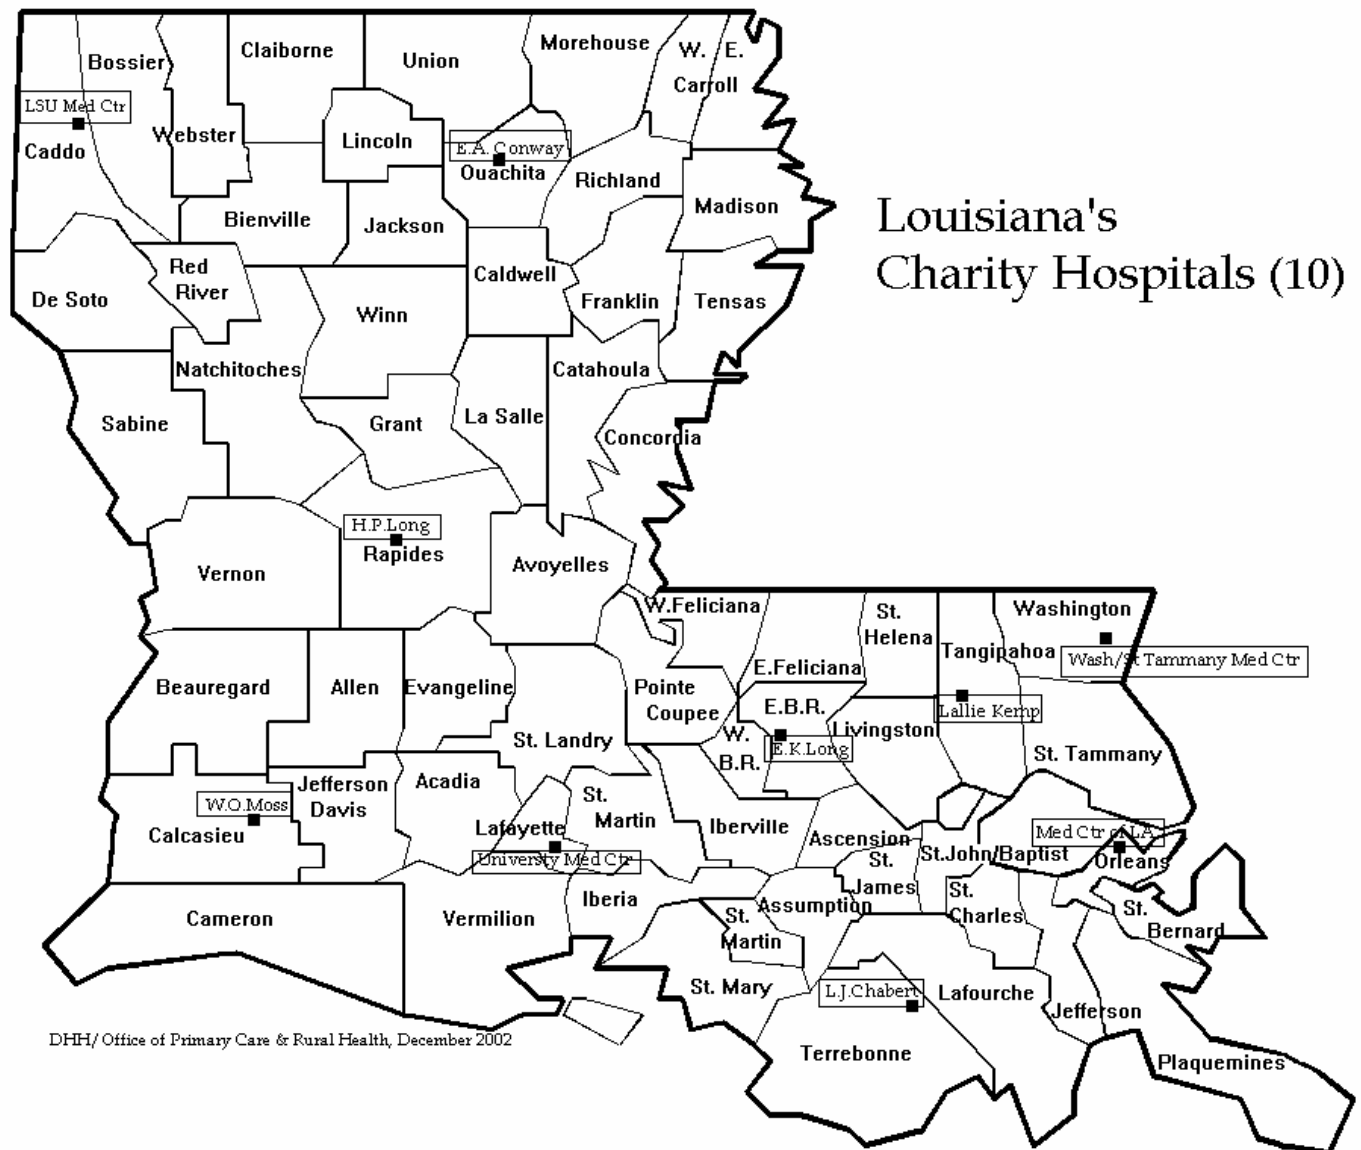 Louisiana's
Charity Hospitals (10)
Bossier
Claiborne
Union
Morehouse
W. E.
Carroll
LSU Med Ctr
Caddo
Webster
Lincoln
E.A. Conway
Ouachita
Richland
Madison
Bienville
Jackson
Red
River
De Soto
Caldwell
Franklin
Tensas
Winn
Natchitoches
Catahoula
Sabine
Grant
La Salle
Concordia
H.P.Long
Rapides
Vernon
Avoyelles
W.Feliciana
St.
Helena
Washington
Tangipahoa
Wash/St Tammany Med Ctr
E.Feliciana
Beauregard
Allen
Evangeline
Pointe
Coupee
E.B.R.
Lallie Kemp
W.
B.R.
E.K.Long
Livingston
St. Landry
St. Tammany
Jefferson
Davis
Acadia
W.O.Moss
Calcasieu
St.
Martin
Lafayette
University Med Ctr
Iberville
Ascension
Med Ctr of LA
St.John/Baptist
Orleans
St.
James
Iberia
Assumption
St.
Charles
St.
Bernard
Cameron
Vermilion
St.
Martin
St. Mary
L.J.Chabert
Lafourche
Jefferson
Terrebonne
Plaquemines
DHH/ Office of Primary Care & Rural Health, December 2002